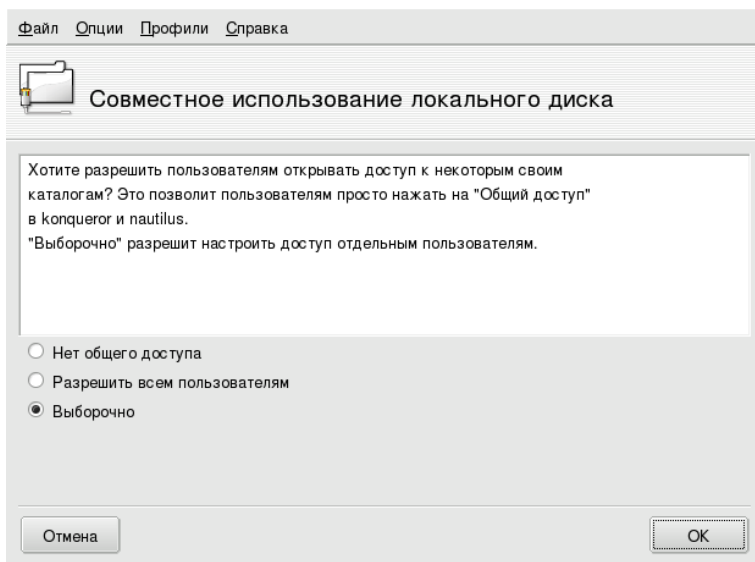 Файл Опции Профили Справка
Совместное использование локального диска
Хотите разрешить пользователям открывать доступ к некоторым своим
каталогам? Это позволит пользователям просто нажать на "Общий доступ"
в konqueror и nautilus.
"Выборочно" разрешит настроить доступ отдельным пользователям.
Нет общего доступа
Разрешить всем пользователям
Выборочно
Отмена OK